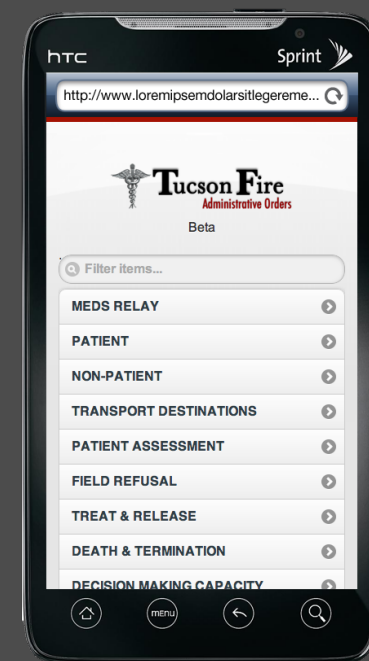 hTC
Sprint
http://www.loremipsemdolarsitlegereme...
Tucson Fire
Administrative Orders
Beta
Filter items...
MEDS RELAY
PATIENT
NON-PATIENT
TRANSPORT DESTINATIONS
PATIENT ASSESSMENT
FIELD REFUSAL
TREAT & RELEASE
DEATH & TERMINATION
DECISION MAKING CAPACITY
mEnu